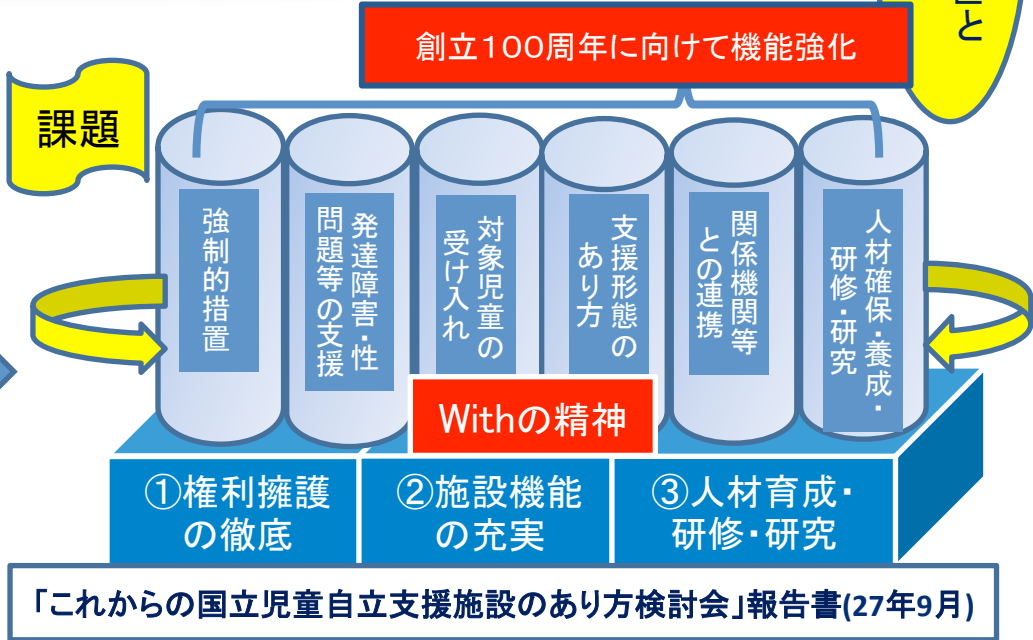 と
創立100周年に向けて機能強化
課題
強制的措置
発達障害・性
問題等の支援
対象児童の
受け入れ
支援形態の
あり方
関係機関等
との連携
人材確保・養成・
研修・研究
Withの精神
①権利擁護
の徹底
②施設機能
の充実
③人材育成・
研修・研究
「これからの国立児童自立支援施設のあり方検討会」報告書(27年9月)